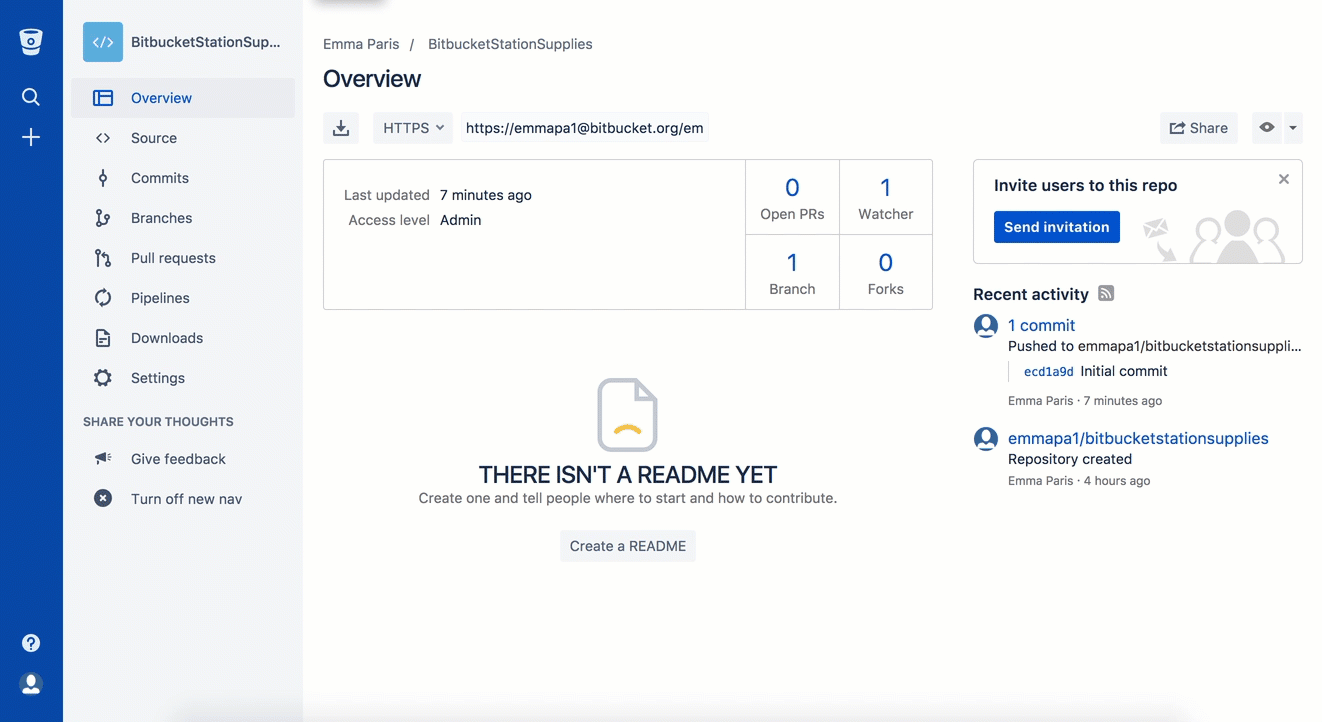 BitbucketStationSup...
Overview
Source
Commits
Branches
Pull requests
Pipelines
Downloads
Settings
SHARE YOUR THOUGHTS
Give feedback
Turn off new nav
Emma Paris / BitbucketStationSupplies
Overview
HTTPS https://emmapa1@bitbucket.org/em
Share
Last updated 7 minutes ago
Access level Admin
0
Open PRs
1
Watcher
1
Branch
0
Forks
THERE ISN'T A README YET
Create one and tell people where to start and how to contribute.
Create a README
Invite users to this repo
Send invitation
Recent activity
1 commit
Pushed to emmapa1/bitbucketstationsuppli...
ecd1a9d Initial commit
Emma Paris · 7 minutes ago
emmapa1/bitbucketstationsupplies
Repository created
Emma Paris · 4 hours ago